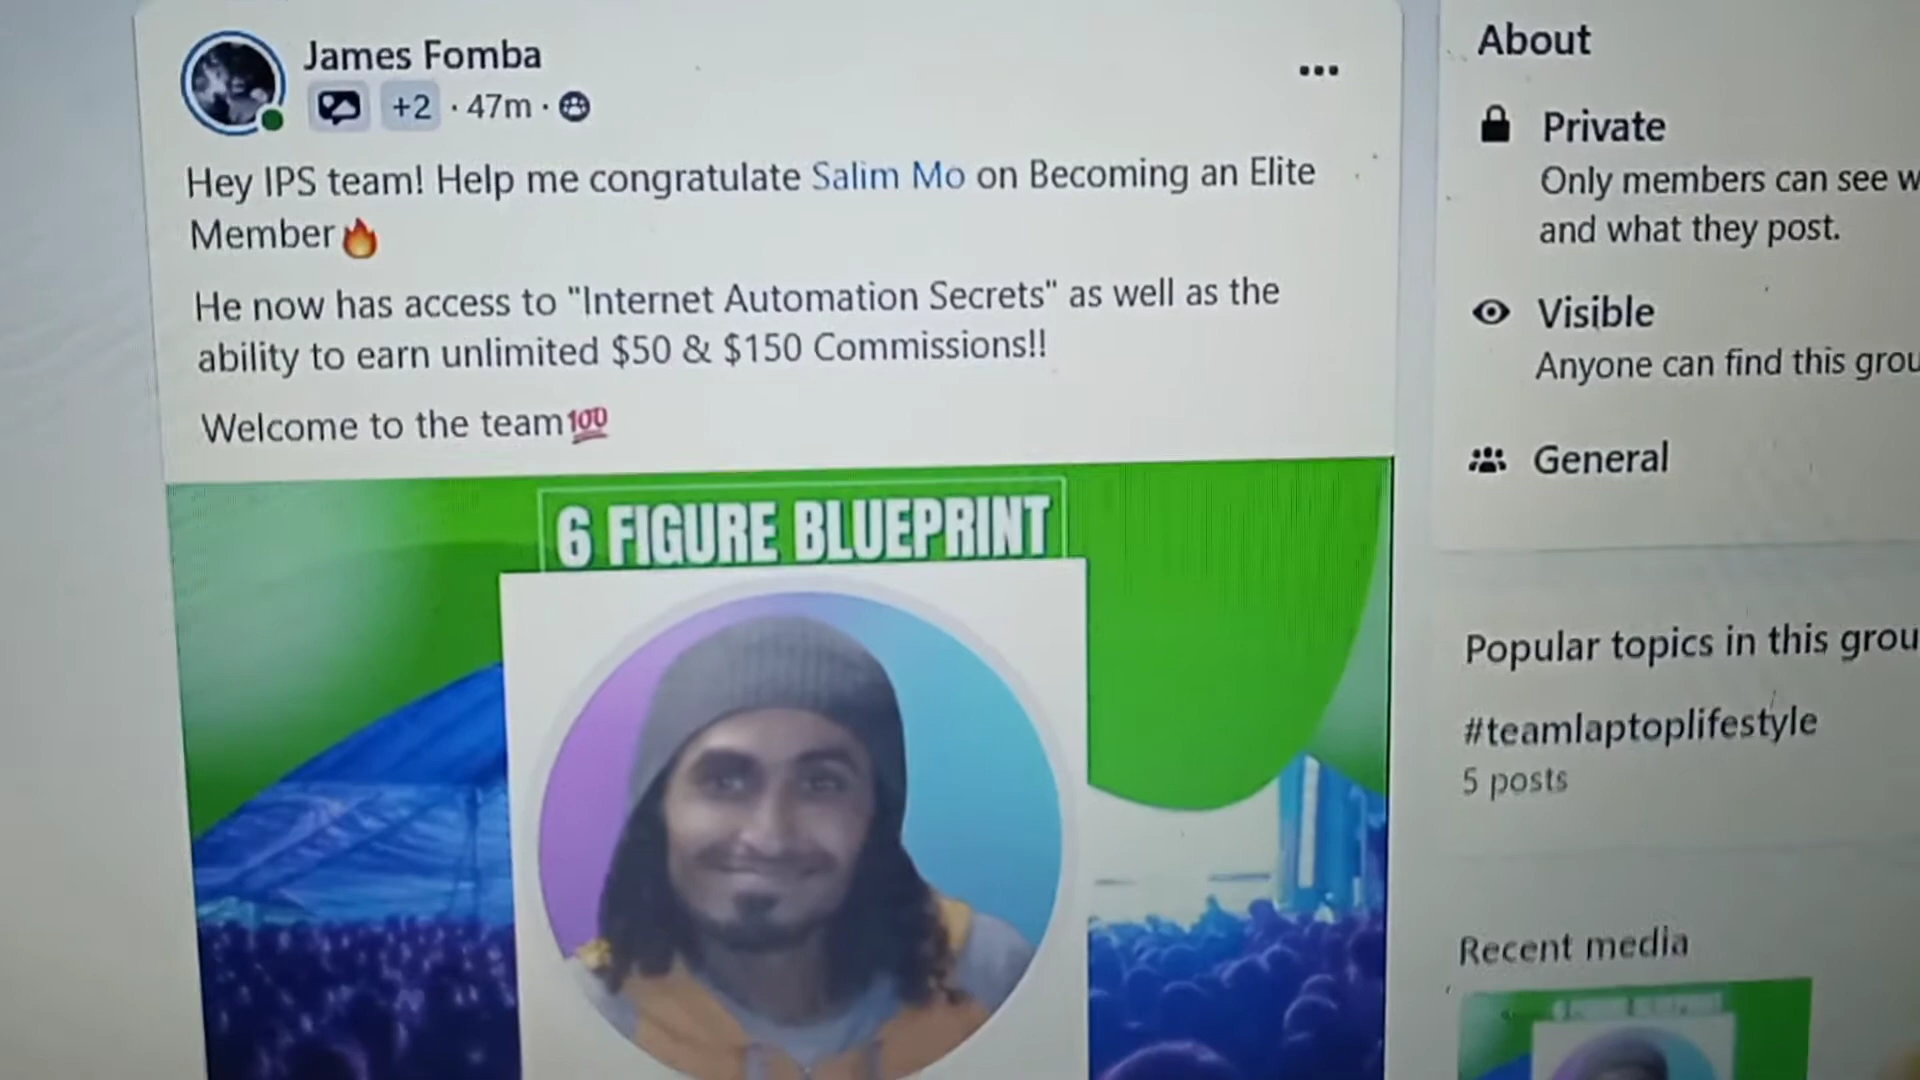 James Fomba
+2 · 47m ·
Hey IPS team! Help me congratulate Salim Mo on Becoming an Elite
Member🔥
He now has access to "Internet Automation Secrets" as well as the
ability to earn unlimited $50 & $150 Commissions!!
Welcome to the team💯
6 FIGURE BLUEPRINT
About
Private
Only members can see
and what they post.
Visible
Anyone can find this
General
Popular topics in this
#teamlaptoplifestyle
5 posts
Recent media